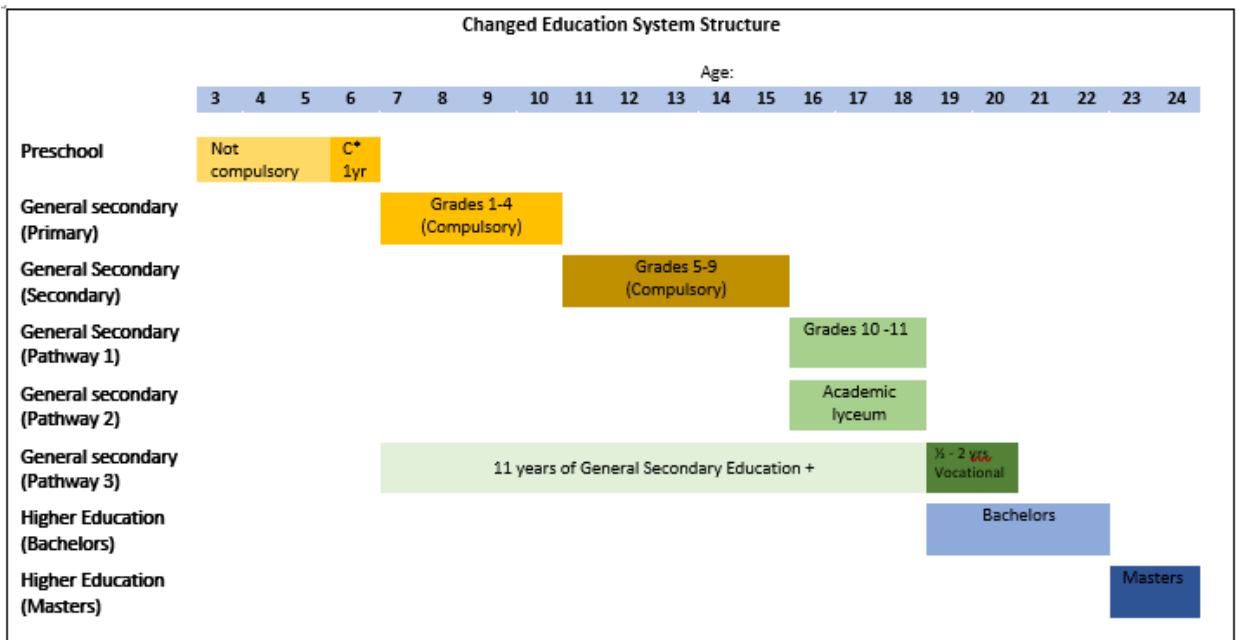 Changed Education System Structure
Age:
3 4 5 6 7 8 9 10 11 12 13 14 15 16 17 18 19 20 21 22 23 24
Preschool
Not
compulsory
C*
1yr
General secondary
(Primary)
Grades 1-4
(Compulsory)
General Secondary
(Secondary)
Grades 5-9
(Compulsory)
General Secondary
(Pathway 1)
Grades 10 -11
General secondary
(Pathway 2)
Academic
lyceum
General secondary
(Pathway 3)
11 years of General Secondary Education +
½ - 2 yrs
Vocational
Higher Education
(Bachelors)
Bachelors
Higher Education
(Masters)
Masters